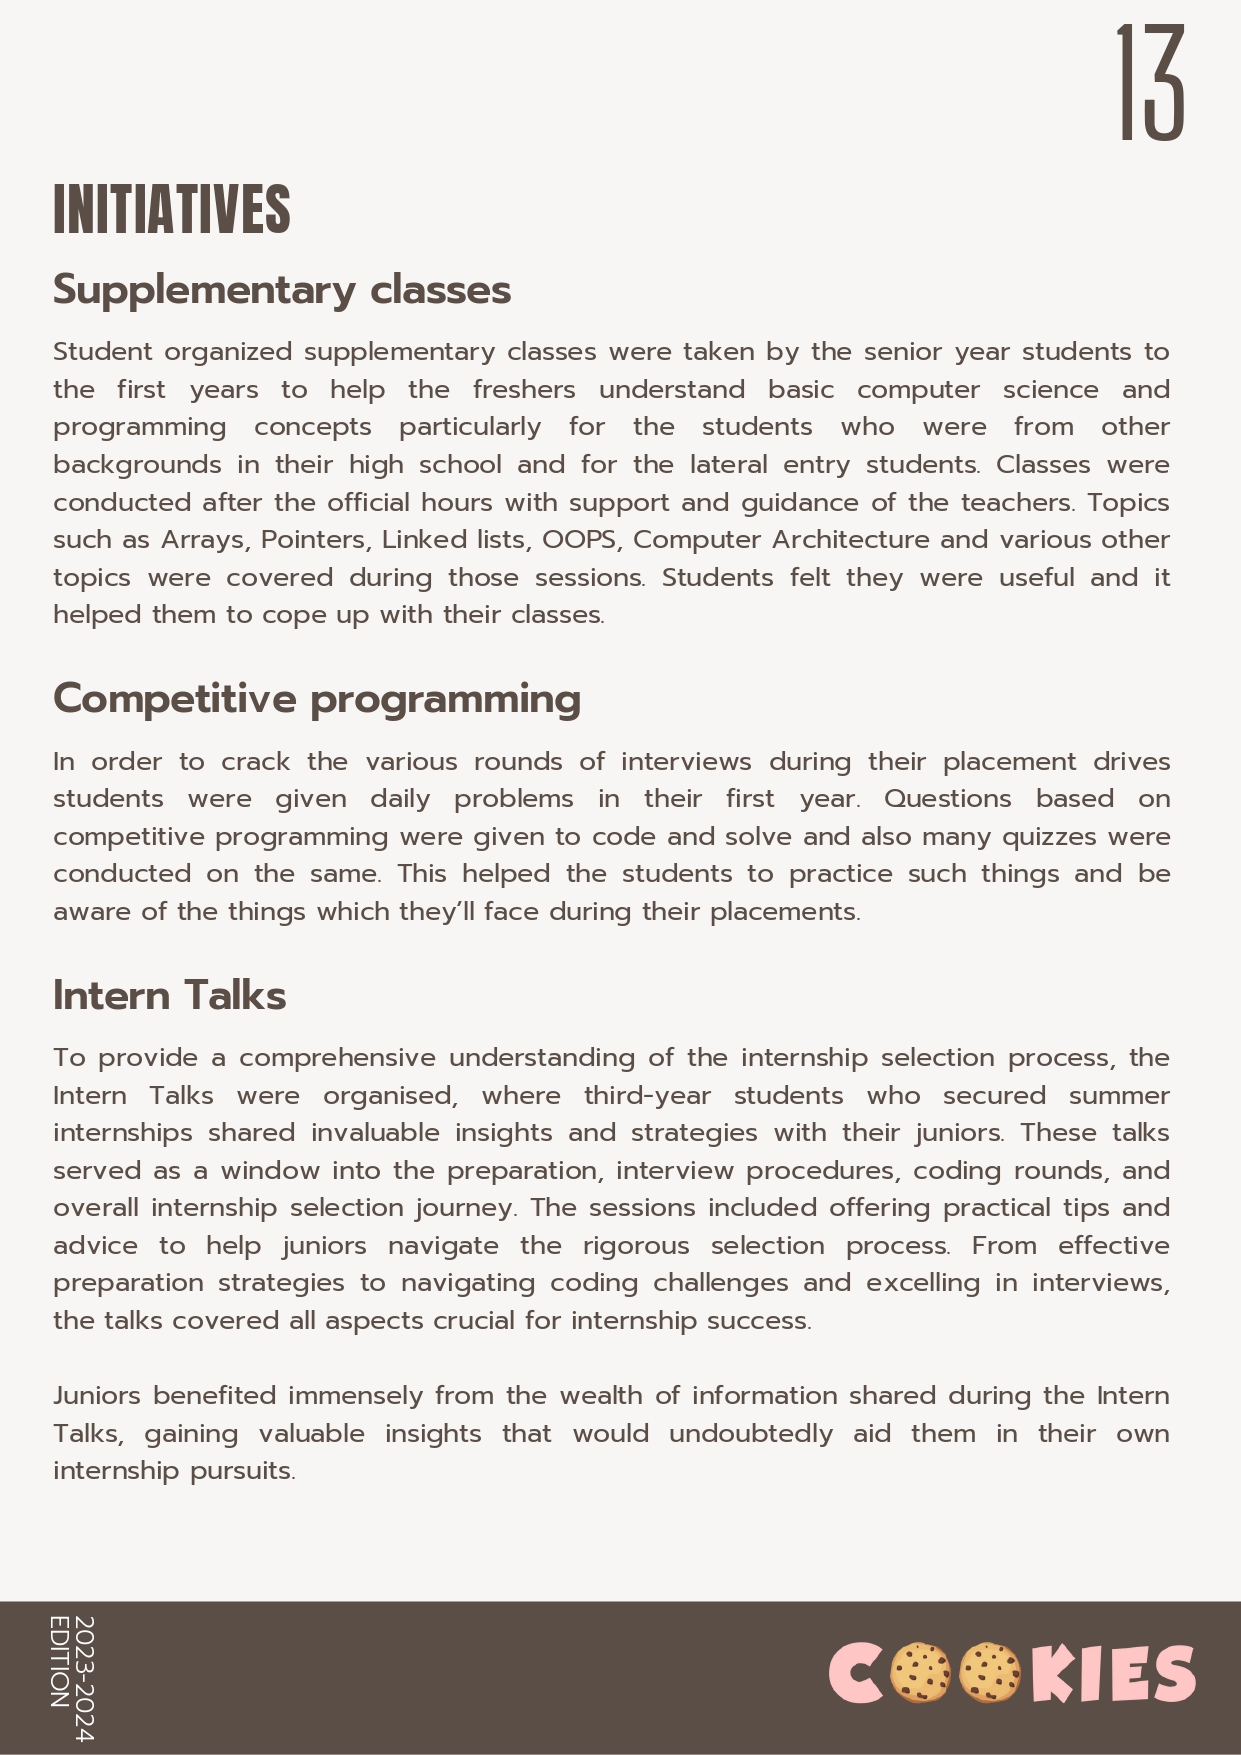 13
INITIATIVES
Supplementary classes
Student organized supplementary classes were taken by the senior year students to
the first years to help the freshers understand basic computer science and
programming concepts particularly for the students who were from other
backgrounds in their high school and for the lateral entry students. Classes were
conducted after the official hours with support and guidance of the teachers. Topics
such as Arrays, Pointers, Linked lists, OOPS, Computer Architecture and various other
topics were covered during those sessions. Students felt they were useful and it
helped them to cope up with their classes.
Competitive programming
In order to crack the various rounds of interviews during their placement drives
students were given daily problems in their first year. Questions based on
competitive programming were given to code and solve and also many quizzes were
conducted on the same. This helped the students to practice such things and be
aware of the things which they’ll face during their placements.
Intern Talks
To provide a comprehensive understanding of the internship selection process, the
Intern Talks were organised, where third-year students who secured summer
internships shared invaluable insights and strategies with their juniors. These talks
served as a window into the preparation, interview procedures, coding rounds, and
overall internship selection journey. The sessions included offering practical tips and
advice to help juniors navigate the rigorous selection process. From effective
preparation strategies to navigating coding challenges and excelling in interviews,
the talks covered all aspects crucial for internship success.
Juniors benefited immensely from the wealth of information shared during the Intern
Talks, gaining valuable insights that would undoubtedly aid them in their own
internship pursuits.
2023-2024
EDITION
COOKIES